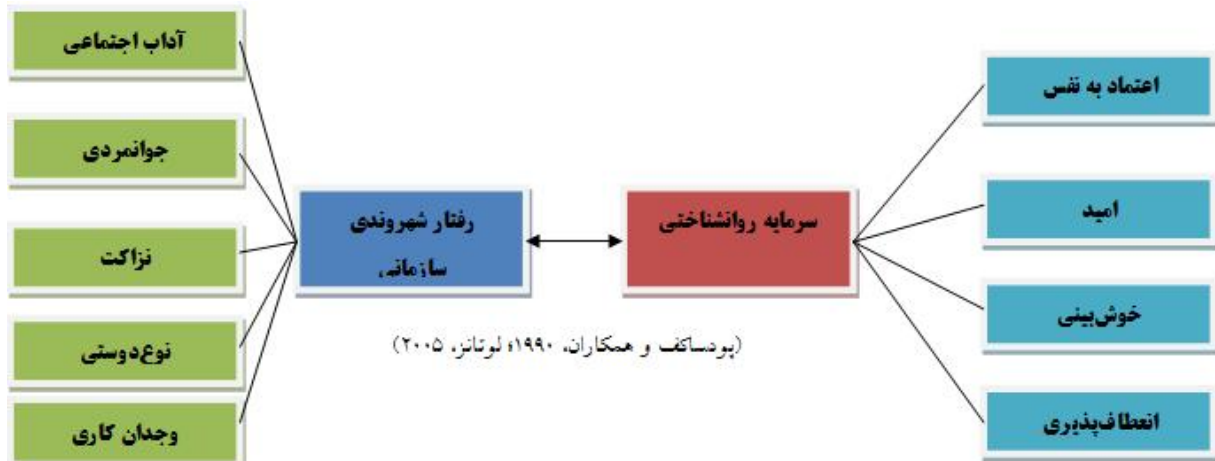 آداب اجتماعی
جوانمردی
نزاکت
نوع‌دوستی
وجدان کاری
رفتار شهروندی
سازمانی
سرمایه روانشناختی
اعتماد به نفس
امید
خوش‌بینی
انعطاف‌پذیری
(پودساکف و همکاران، ۱۹۹۰؛ لوتانز، ۲۰۰۵)